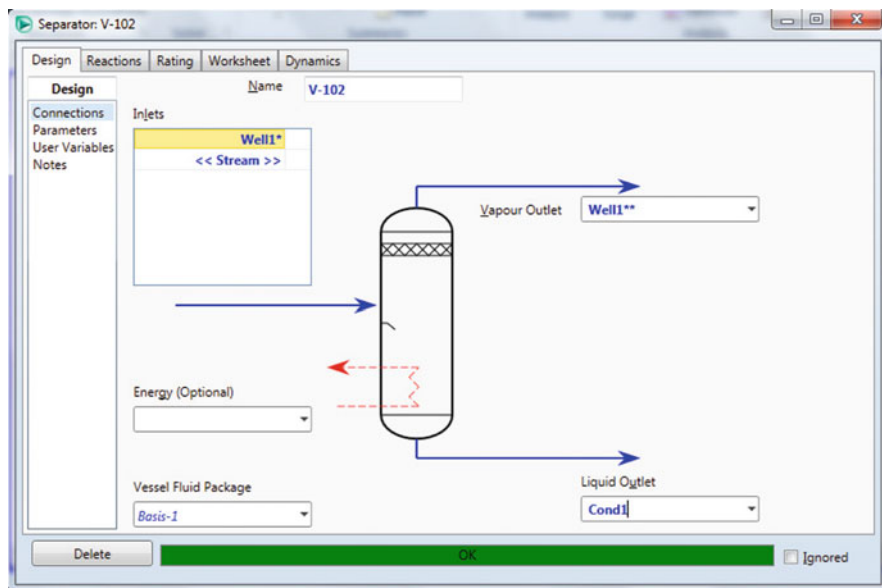 Separator: V-102
Design Reactions Rating Worksheet Dynamics
Design
Connections
Parameters
User Variables
Notes
Name V-102
Inlets
Well1*
<< Stream >>
Vapour Outlet Well1**
Energy (Optional)
Vessel Fluid Package
Basis-1
Liquid Outlet
Cond1
Delete OK Ignored